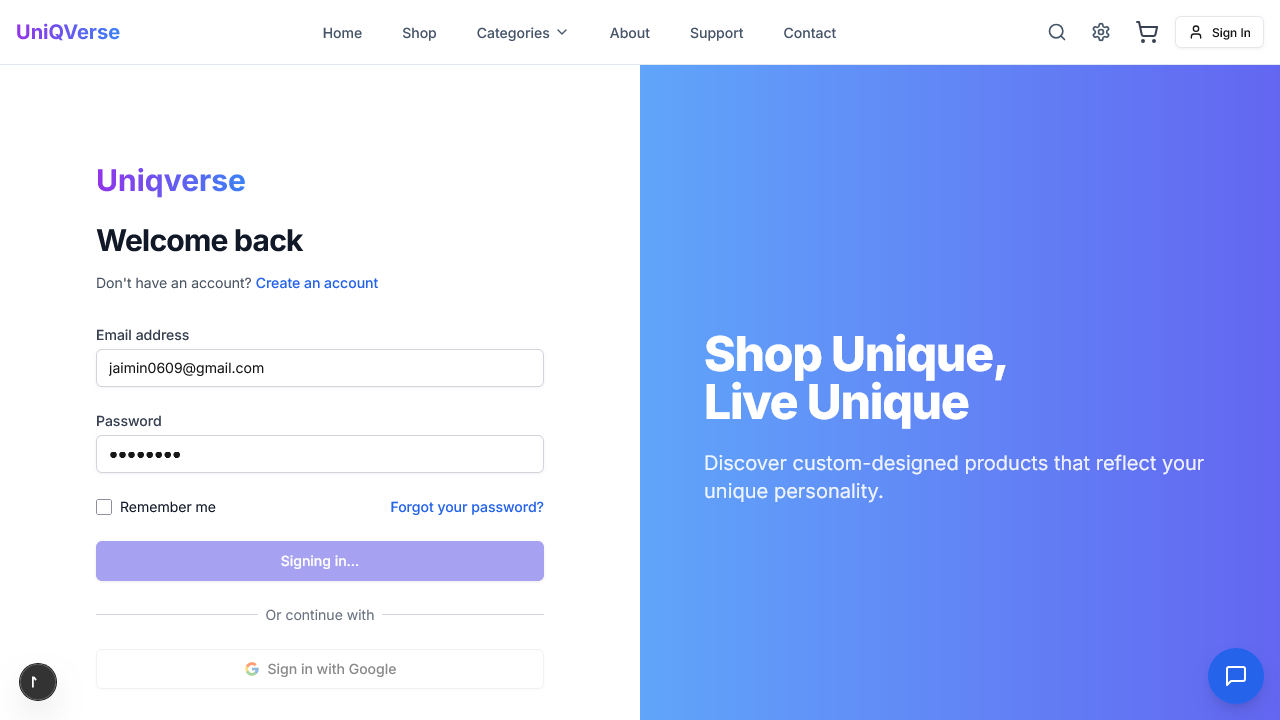 UniQVerse
Home
Shop
Categories
About
Support
Contact
Sign In
Uniqverse
Welcome back
Don't have an account? Create an account
Email address
jaimin0609@gmail.com
Password
Remember me
Forgot your password?
Signing in...
Or continue with
Sign in with Google
Shop Unique,
Live Unique
Discover custom-designed products that reflect your
unique personality.